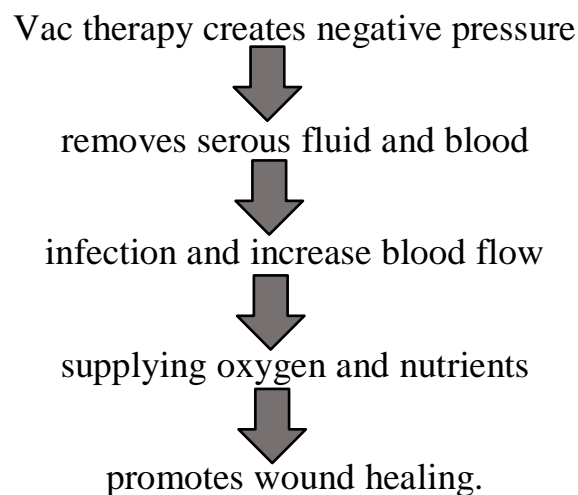 Vac therapy creates negative pressure
removes serous fluid and blood
infection and increase blood flow
supplying oxygen and nutrients
promotes wound healing.